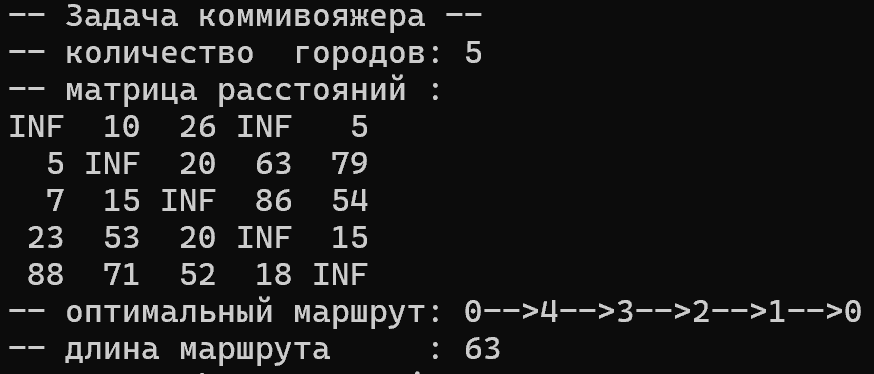 -- Задача коммивояжера --
-- количество  городов: 5
-- матрица расстояний :
INF  10  26 INF   5
  5 INF  20  63  79
  7  15 INF  86  54
 23  53  20 INF  15
 88  71  52  18 INF
-- оптимальный маршрут: 0-->4-->3-->2-->1-->0
-- длина маршрута     : 63